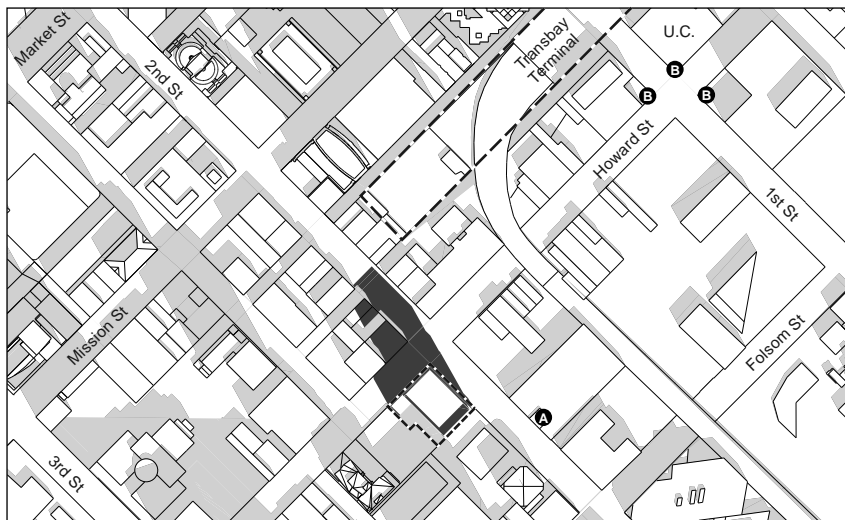 Market St
2nd St
Transbay
Terminal
U.C.
B
B
B
Howard St
1st St
Mission St
Folsom St
A
3rd St